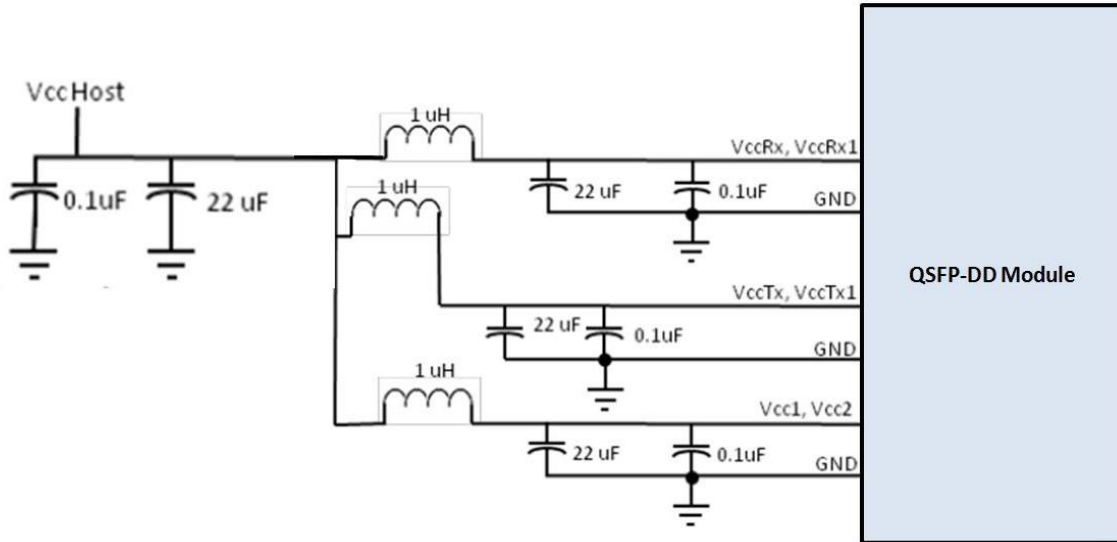 VccHost
0.1uF
22 uF
1 uH
VccRx, VccRx1
22 uF
0.1uF
GND
1 uH
VccTx, VccTx1
22 uF
0.1uF
GND
1 uH
Vcc1, Vcc2
22 uF
0.1uF
GND
QSFP-DD Module